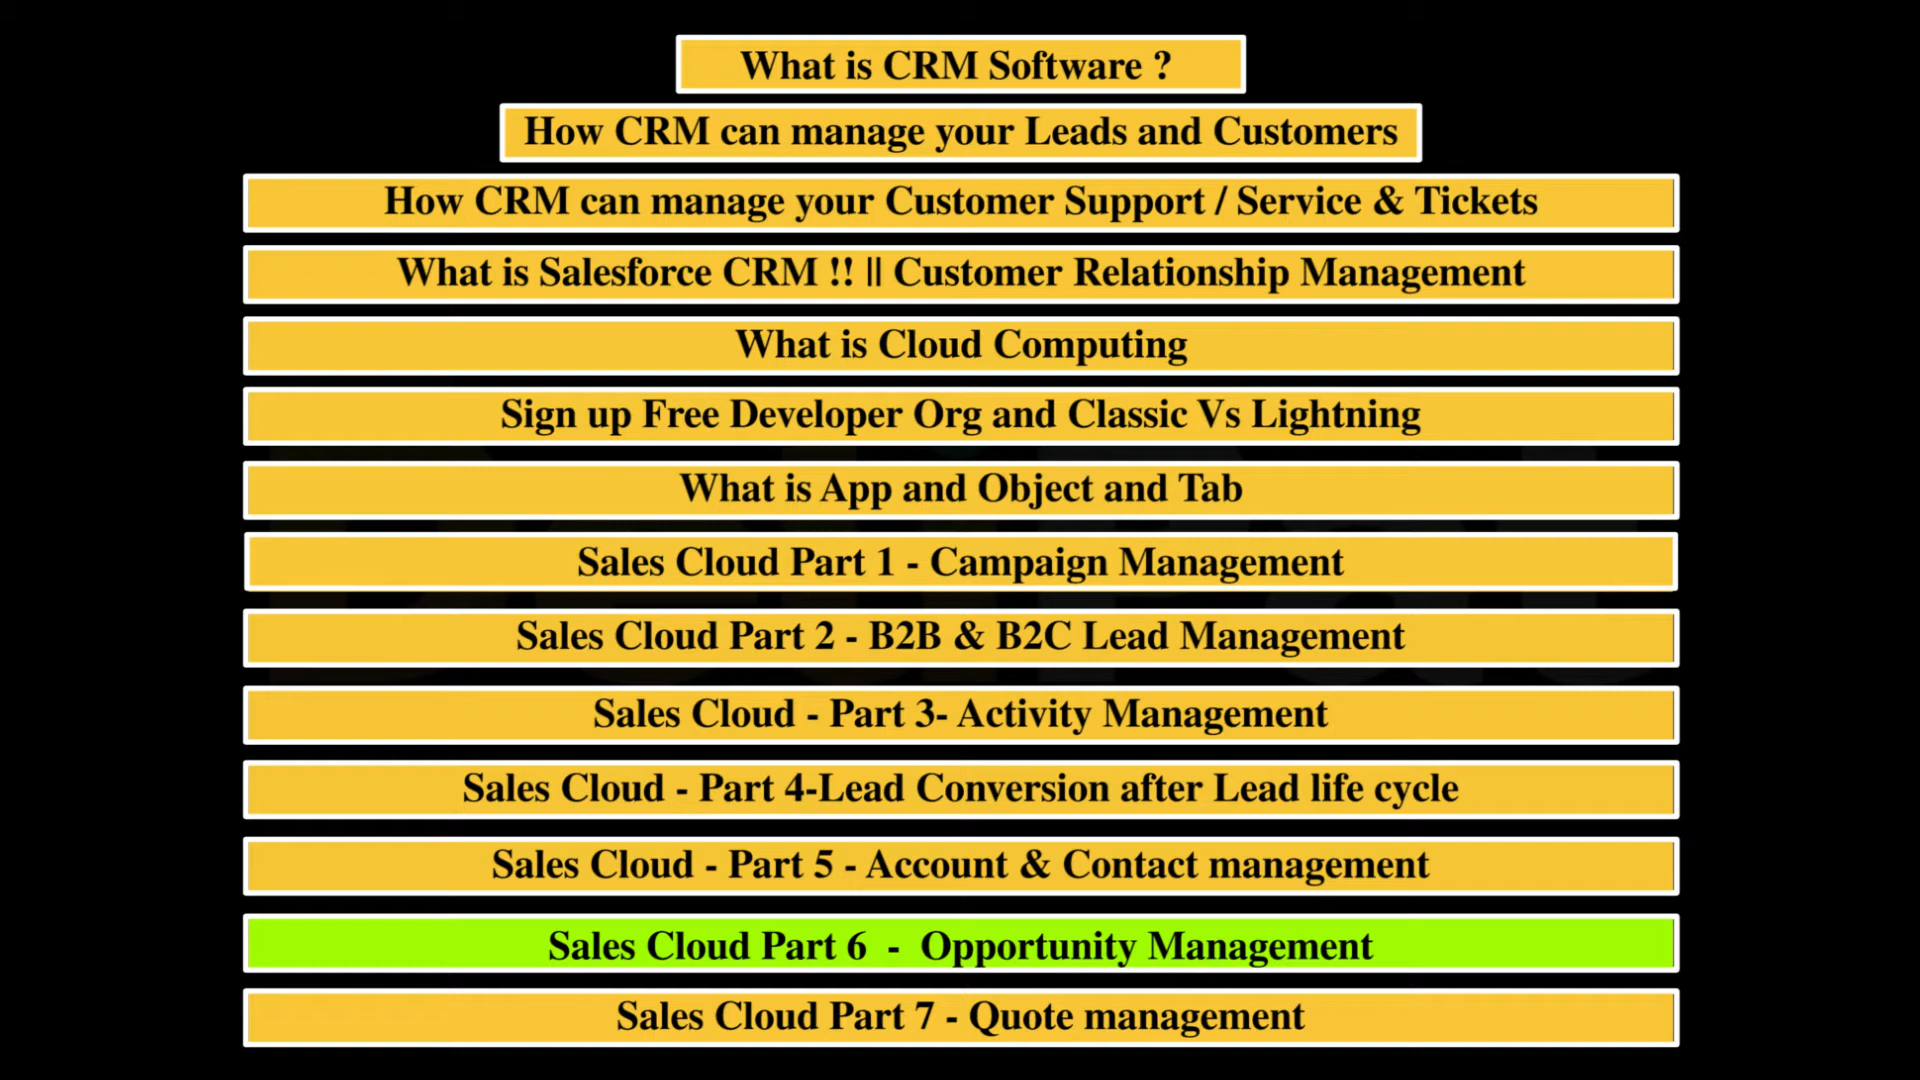 What is CRM Software ?
How CRM can manage your Leads and Customers
How CRM can manage your Customer Support / Service & Tickets
What is Salesforce CRM !! || Customer Relationship Management
What is Cloud Computing
Sign up Free Developer Org and Classic Vs Lightning
What is App and Object and Tab
Sales Cloud Part 1 - Campaign Management
Sales Cloud Part 2 - B2B & B2C Lead Management
Sales Cloud - Part 3- Activity Management
Sales Cloud - Part 4-Lead Conversion after Lead life cycle
Sales Cloud - Part 5 - Account & Contact management
Sales Cloud Part 6  -  Opportunity Management
Sales Cloud Part 7 - Quote management